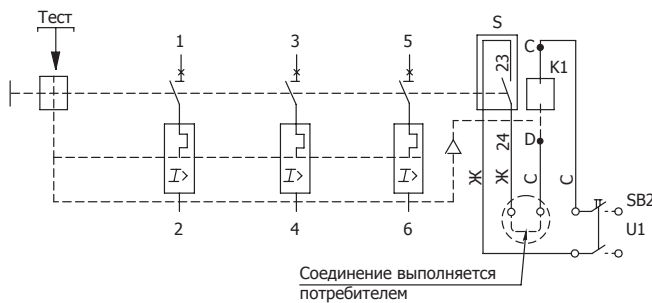 Тест
1 3 5
S
C
K1
23
24
D
Ж Ж C C
SB2
U1
I> I> I>
2 4 6
Соединение выполняется
потребителем